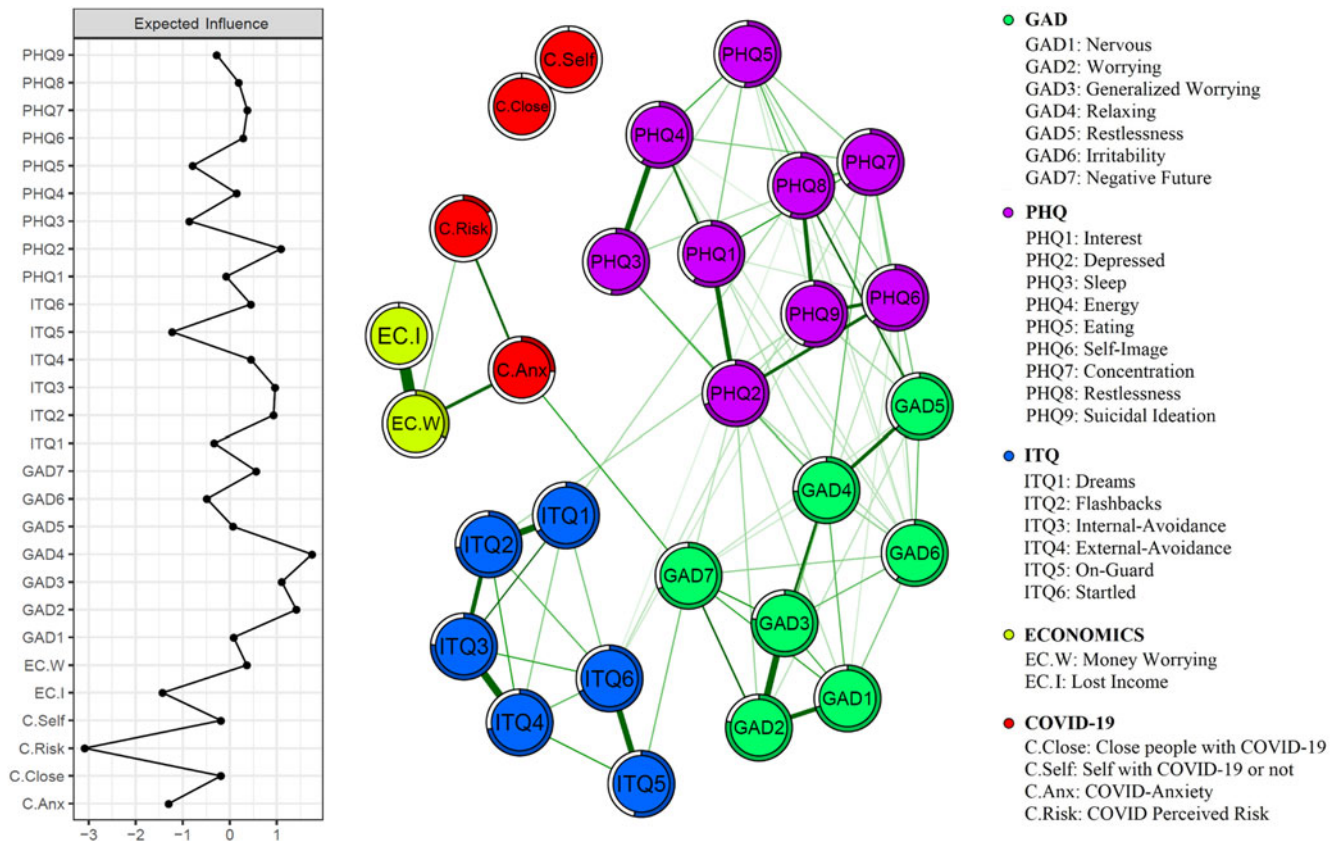 Expected Influence
PHQ9
PHQ8
PHQ7
PHQ6
PHQ5
PHQ4
PHQ3
PHQ2
PHQ1
ITQ6
ITQ5
ITQ4
ITQ3
ITQ2
ITQ1
GAD7
GAD6
GAD5
GAD4
GAD3
GAD2
GAD1
EC.W
EC.I
C.Self
C.Risk
C.Close
C.Anx
−3 −2 −1 0 1
C.Self
C.Close
PHQ5
PHQ4
PHQ7
PHQ8
C.Risk
PHQ3
PHQ1
PHQ6
PHQ9
EC.I
C.Anx
PHQ2
EC.W
GAD5
GAD4
ITQ1
ITQ2
GAD6
GAD7
GAD3
ITQ3
ITQ6
GAD1
ITQ4
GAD2
ITQ5
GAD
GAD1: Nervous
GAD2: Worrying
GAD3: Generalized Worrying
GAD4: Relaxing
GAD5: Restlessness
GAD6: Irritability
GAD7: Negative Future
PHQ
PHQ1: Interest
PHQ2: Depressed
PHQ3: Sleep
PHQ4: Energy
PHQ5: Eating
PHQ6: Self-Image
PHQ7: Concentration
PHQ8: Restlessness
PHQ9: Suicidal Ideation
ITQ
ITQ1: Dreams
ITQ2: Flashbacks
ITQ3: Internal-Avoidance
ITQ4: External-Avoidance
ITQ5: On-Guard
ITQ6: Startled
ECONOMICS
EC.W: Money Worrying
EC.I: Lost Income
COVID-19
C.Close: Close people with COVID-19
C.Self: Self with COVID-19 or not
C.Anx: COVID-Anxiety
C.Risk: COVID Perceived Risk